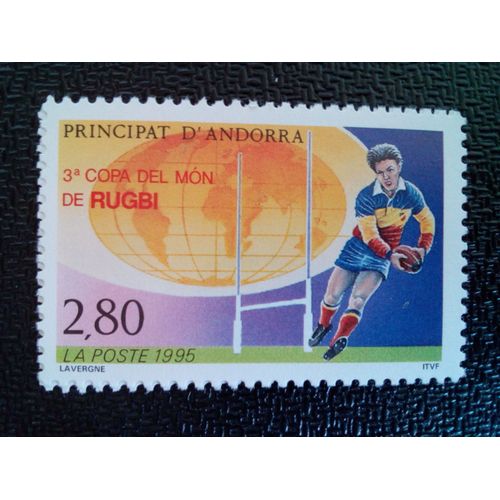 PRINCIPAT D'ANDORRA
3ª COPA DEL MÓN
DE RUGBI
2,80
LA POSTE 1995
LAVERGNE
ITVF